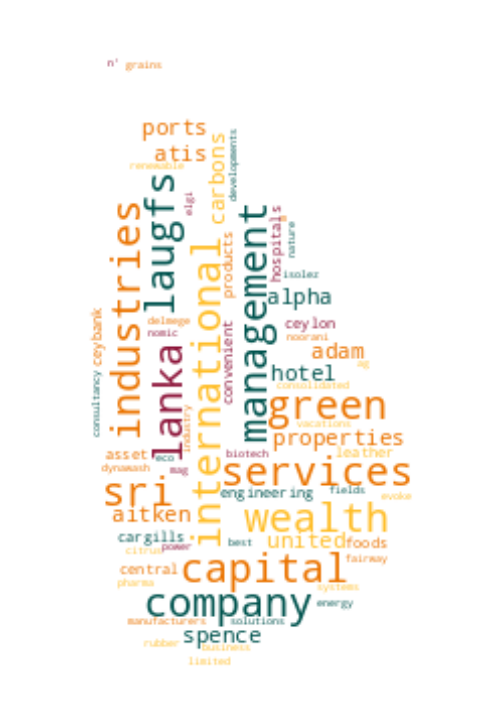 n' grains
ports
atis
renewable
carbons
developments
laugfs
elgi
industries
international
management
hospitals
nature
products
isolez
alpha
ceylon
noorani
delmege
nomic
convenient
ceybank
consultancy
lanka
industry
adam
ag
hotel
consolidated
green
vacations
properties
leather
asset
eco
dynawash
mag
biotech
services
sri
engineering
fields
evoke
aitken
wealth
cargills
power
citrus
best
united
foods
fairway
central
capital
pharma
systems
company
energy
manufacturers
solutions
spence
rubber
business
limited